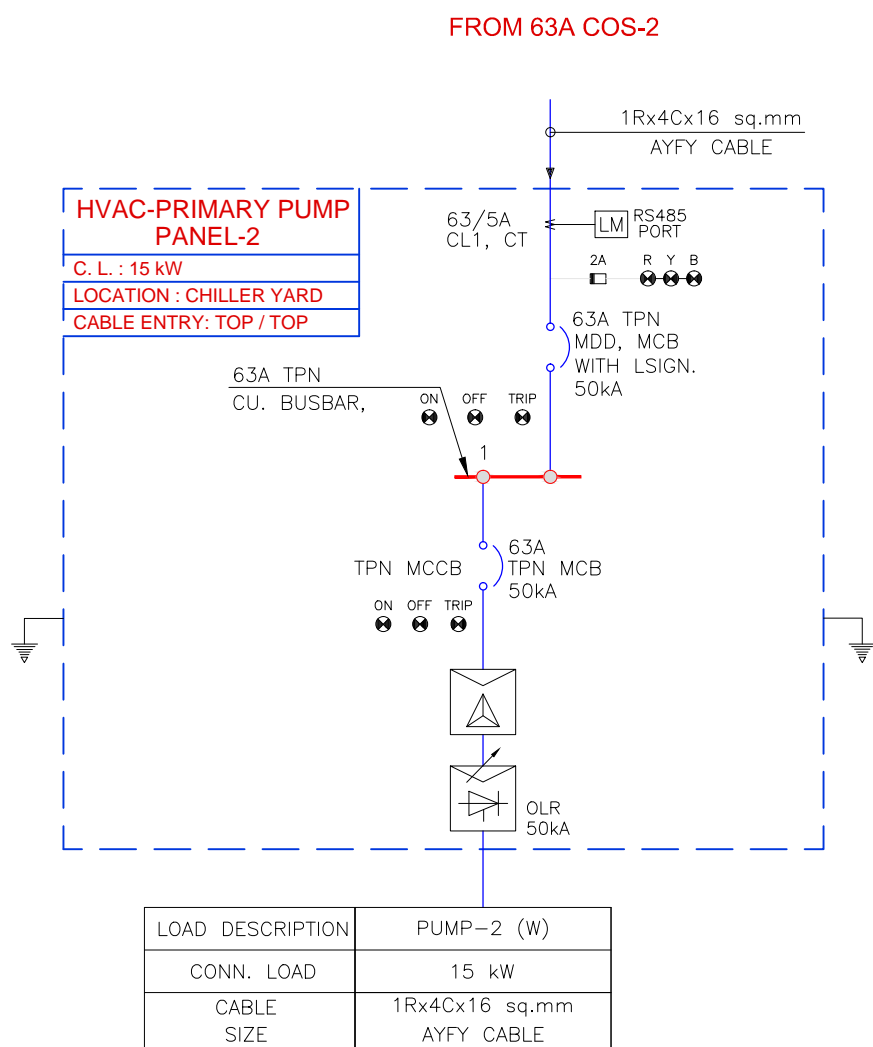 FROM 63A COS-2
1Rx4Cx16 sq.mm
AYFY CABLE
HVAC-PRIMARY PUMP
PANEL-2
C. L. : 15 kW
LOCATION : CHILLER YARD
CABLE ENTRY: TOP / TOP
63/5A
CL1, CT
LM
RS485
PORT
2A
R Y B
63A TPN
MDD, MCB
WITH LSIGN.
50kA
63A TPN
CU. BUSBAR,
ON OFF TRIP
1
TPN MCCB
63A
TPN MCB
50kA
ON OFF TRIP
OLR
50kA
LOAD DESCRIPTION PUMP-2 (W)
CONN. LOAD 15 kW
CABLE
SIZE
1Rx4Cx16 sq.mm
AYFY CABLE